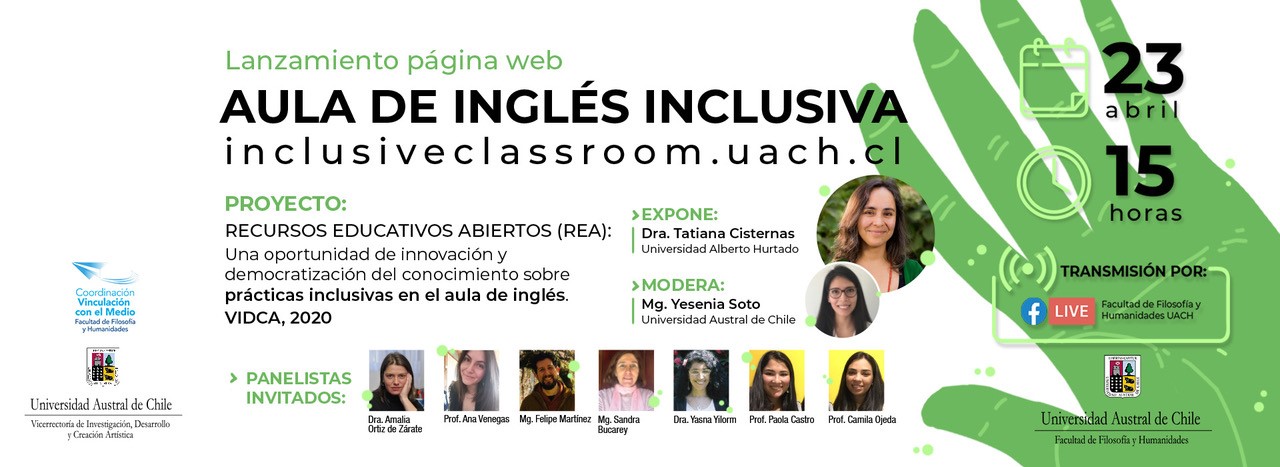 Lanzamiento página web
AULA DE INGLÉS INCLUSIVA
inclusiveclassroom.uach.cl
PROYECTO:
RECURSOS EDUCATIVOS ABIERTOS (REA):
Una oportunidad de innovación y
democratización del conocimiento sobre
prácticas inclusivas en el aula de inglés.
VIDCA, 2020
EXPONE:
Dra. Tatiana Cisternas
Universidad Alberto Hurtado
MODERA:
Mg. Yesenia Soto
Universidad Austral de Chile
23
abril
15
horas
TRANSMISIÓN POR:
LIVE
Facultad de Filosofía y
Humanidades UACH
Coordinación
Vinculación
con el Medio
Facultad de Filosofía
y Humanidades
Universidad Austral de Chile
Vicerrectoría de Investigación, Desarrollo
y Creación Artística
PANELISTAS
INVITADOS:
Dra. Amalia
Ortiz de Zárate
Prof. Ana Venegas
Mg. Felipe Martínez
Mg. Sandra
Bucarey
Dra. Yasna Yilorm
Prof. Paola Castro
Prof. Camila Ojeda
Universidad Austral de Chile
Facultad de Filosofía y Humanidades